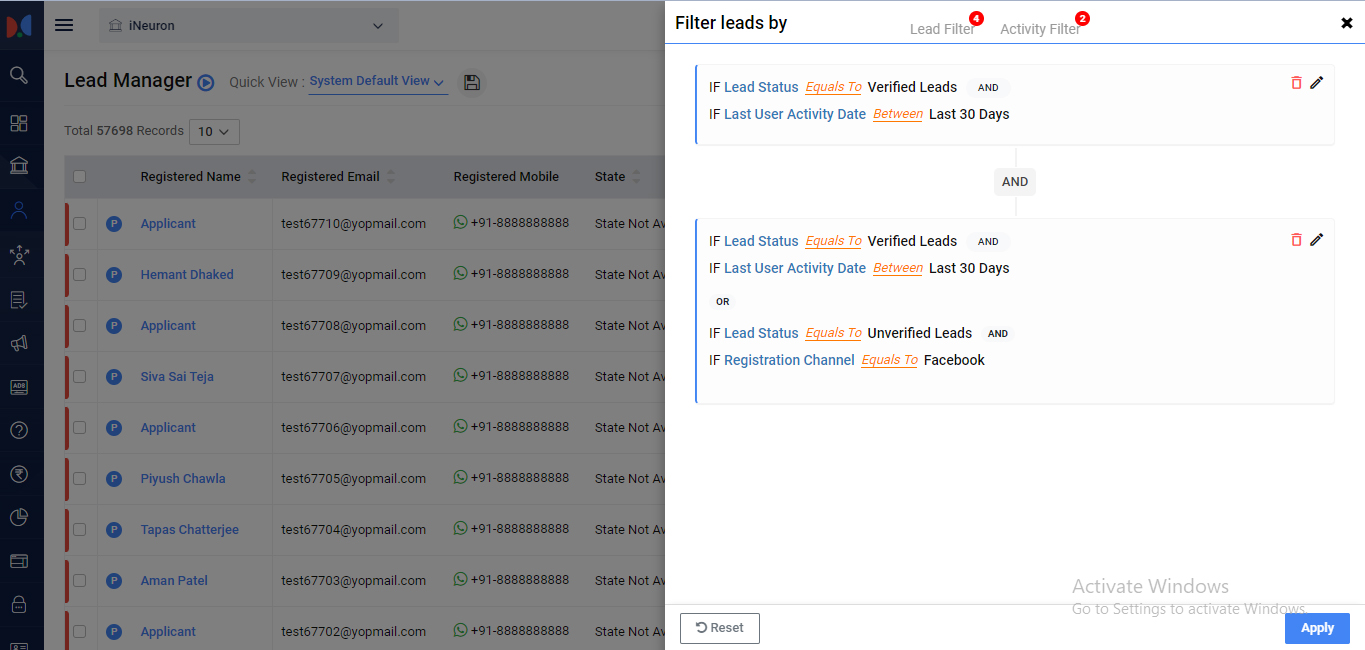 iNeuron
Lead Manager Quick View : System Default View
Total 57698 Records 10
Registered Name Registered Email Registered Mobile State
P Applicant test67710@yopmail.com +91-8888888888 State Not Av
P Hemant Dhaked test67709@yopmail.com +91-8888888888 State Not Av
P Applicant test67708@yopmail.com +91-8888888888 State Not Av
P Siva Sai Teja test67707@yopmail.com +91-8888888888 State Not Av
P Applicant test67706@yopmail.com +91-8888888888 State Not Av
P Piyush Chawla test67705@yopmail.com +91-8888888888 State Not Av
P Tapas Chatterjee test67704@yopmail.com +91-8888888888 State Not Av
P Aman Patel test67703@yopmail.com +91-8888888888 State Not Av
P Applicant test67702@yopmail.com +91-8888888888 State Not Av
Filter leads by Lead Filter 4 Activity Filter 2
IF Lead Status Equals To Verified Leads AND
IF Last User Activity Date Between Last 30 Days
AND
IF Lead Status Equals To Verified Leads AND
IF Last User Activity Date Between Last 30 Days
OR
IF Lead Status Equals To Unverified Leads AND
IF Registration Channel Equals To Facebook
Activate Windows
Go to Settings to activate Windows.
Reset Apply